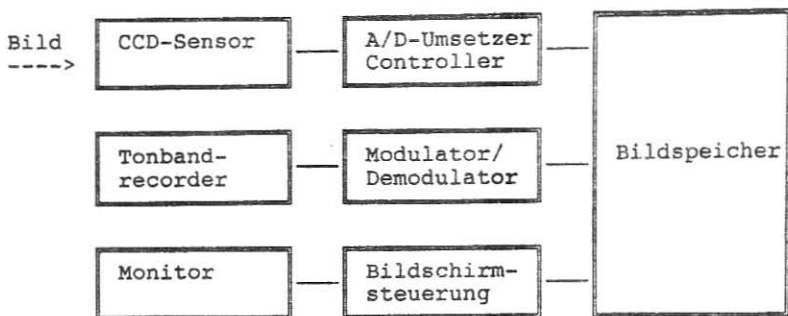 Bild
---->
CCD-Sensor
A/D-Umsetzer
Controller
Tonband-
recorder
Modulator/
Demodulator
Bildspeicher
Monitor
Bildschirm-
steuerung